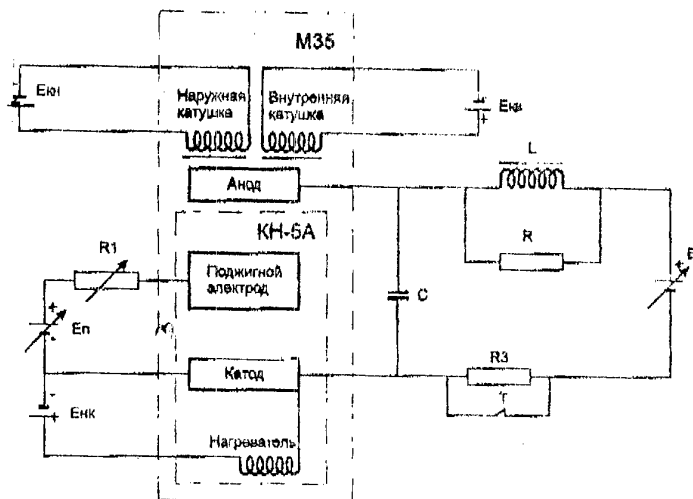 М35
Екн
Наружная
катушка
Внутренняя
катушка
Екв
L
Анод
КН-5А
R1
Поджигной
электрод
R
C
E
+
Еп
-
Катод
R3
Т
-
Енк
+
Нагреватель